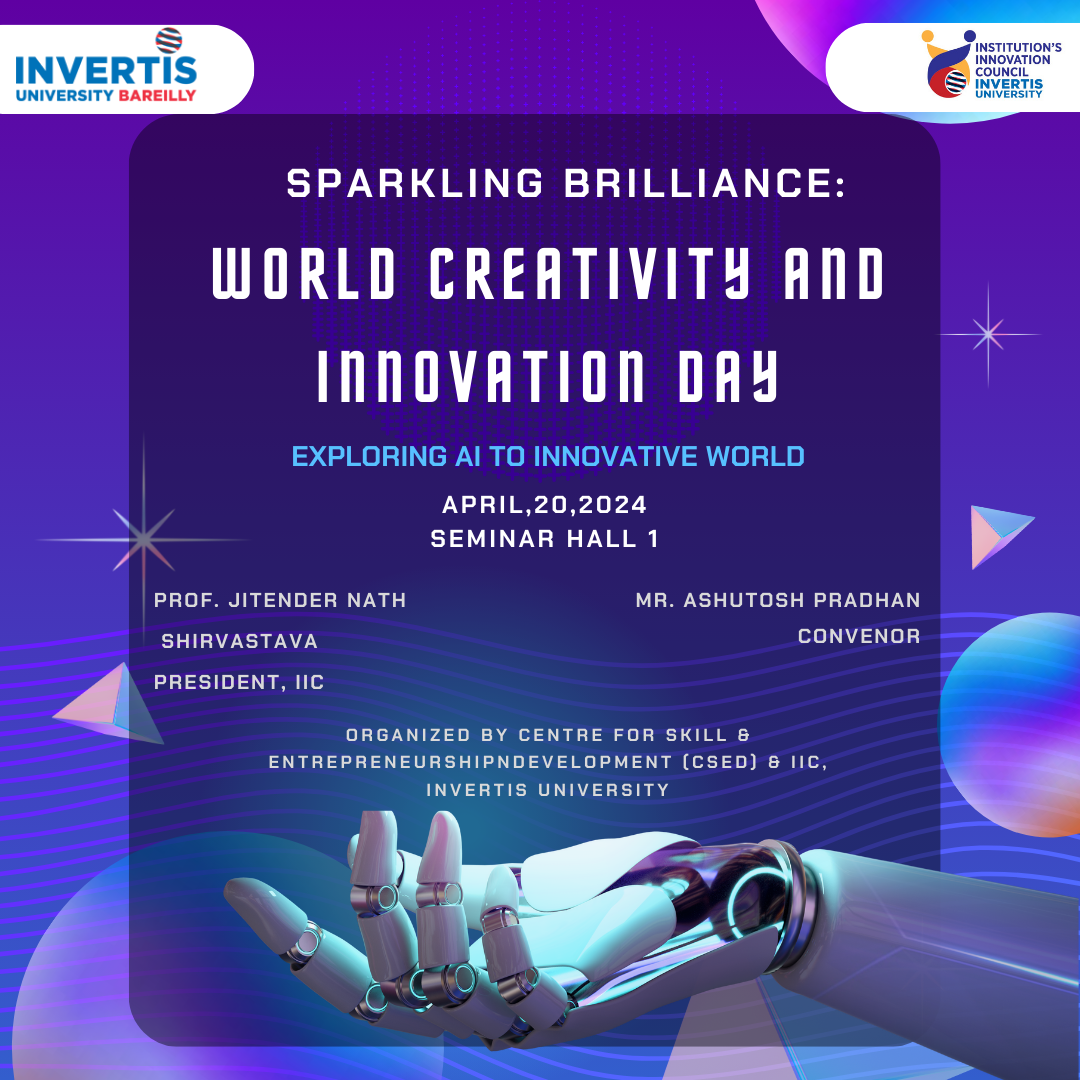 INVERTIS
UNIVERSITY BAREILLY
INSTITUTION'S
INNOVATION
COUNCIL
INVERTIS
UNIVERSITY
SPARKLING BRILLIANCE:
WORLD CREATIVITY AND
INNOVATION DAY
EXPLORING AI TO INNOVATIVE WORLD
APRIL,20,2024
SEMINAR HALL 1
PROF. JITENDER NATH
SHIRVASTAVA
PRESIDENT, IIC
MR. ASHUTOSH PRADHAN
CONVENOR
ORGANIZED BY CENTRE FOR SKILL &
ENTREPRENEURSHIPNDEVELOPMENT (CSED) & IIC,
INVERTIS UNIVERSITY